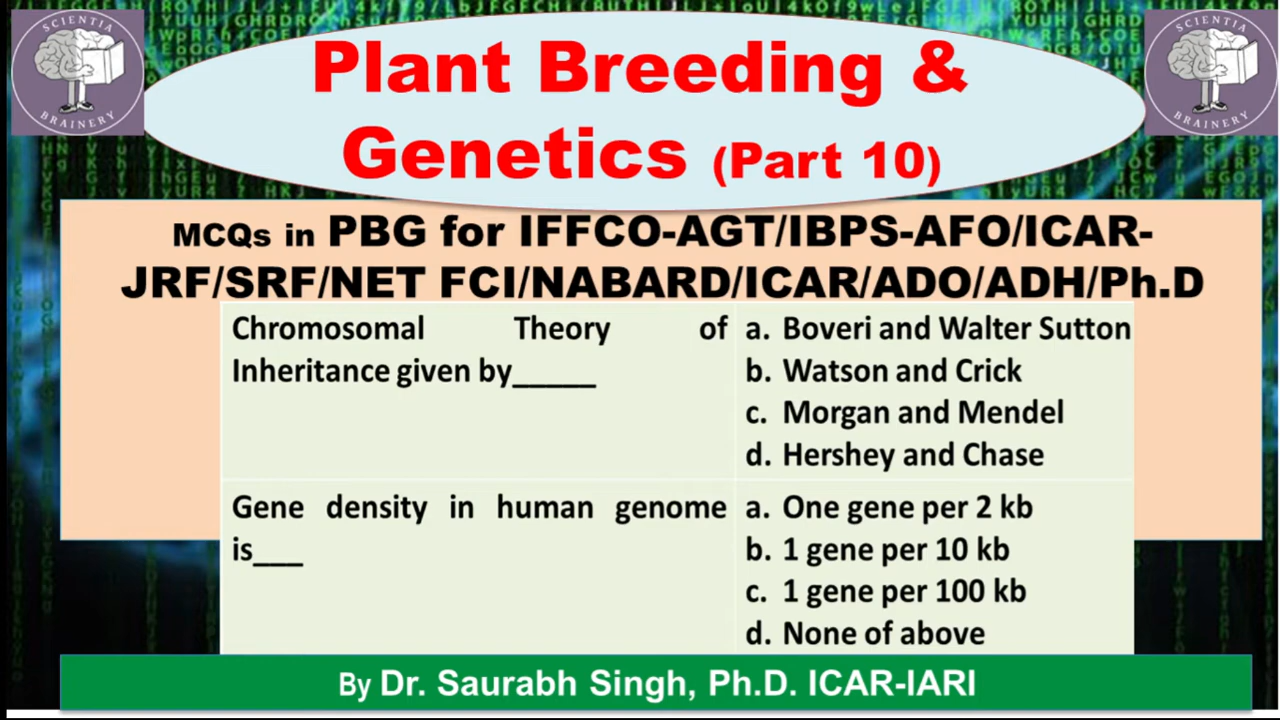 SCIENTIA
BRAINERY
SCIENTIA
BRAINERY
Plant Breeding &
Genetics (Part 10)
MCQs in PBG for IFFCO-AGT/IBPS-AFO/ICAR-
JRF/SRF/NET FCI/NABARD/ICAR/ADO/ADH/Ph.D
Chromosomal Theory of
Inheritance given by_____
a. Boveri and Walter Sutton
b. Watson and Crick
c. Morgan and Mendel
d. Hershey and Chase
Gene density in human genome
is___
a. One gene per 2 kb
b. 1 gene per 10 kb
c. 1 gene per 100 kb
d. None of above
By Dr. Saurabh Singh, Ph.D. ICAR-IARI